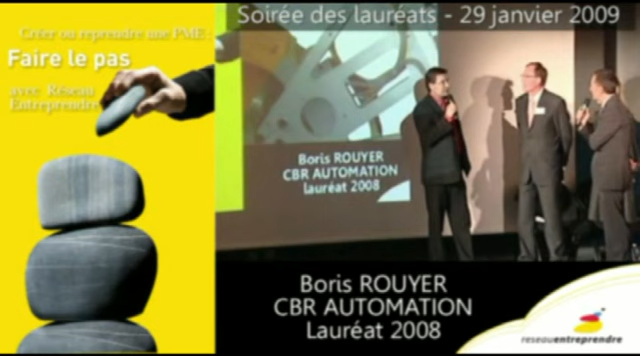 Soirée des lauréats - 29 janvier 2009
Créer ou reprendre une PME :
Faire le pas
avec Réseau
Entreprendre
Boris ROUYER
CBR AUTOMATION
lauréat 2008
Boris ROUYER
CBR AUTOMATION
Lauréat 2008
reseauentreprendre